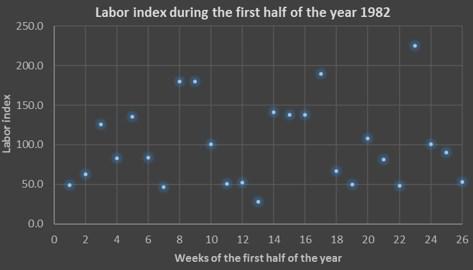 Labor index during the first half of the year 1982
250.0
200.0
150.0
100.0
50.0
0.0
Labor index
0 2 4 6 8 10 12 14 16 18 20 22 24 26
Weeks of the first half of the year